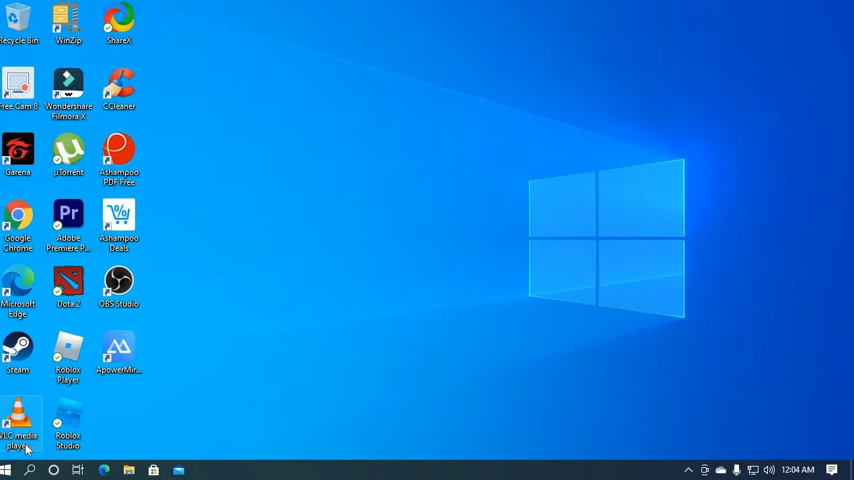 Recycle Bin
WinZip
ShareX
Free Cam 8
Wondershare
Filmora X
CCleaner
Garena
µTorrent
Ashampoo
PDF Free
Google
Chrome
Pr
Adobe
Premiere P...
Ashampoo
Deals
Microsoft
Edge
Dota 2
OBS Studio
Steam
Roblox
Player
ApowerMir...
VLC media
player
Roblox
Studio
12:04 AM